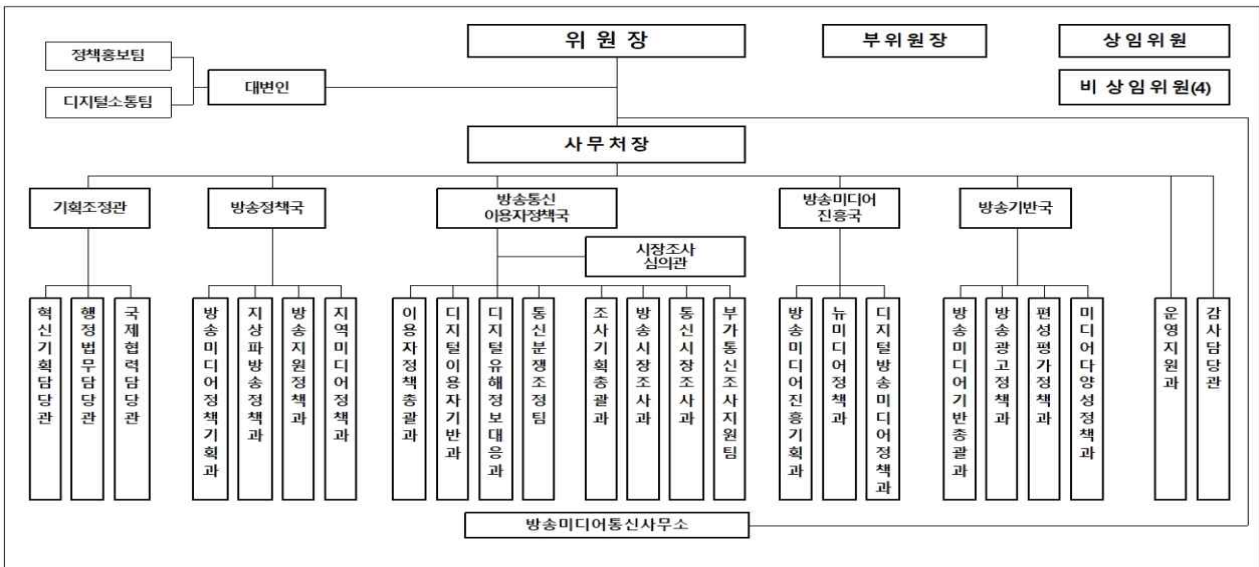 위원장
부위원장
상임위원
비 상임위원(4)
정책홍보팀
디지털소통팀
대변인
사무처장
기획조정관
방송정책국
방송통신
이용자정책국
방송미디어
진흥국
방송기반국
시장조사
심의관
혁신기획담당관
행정법무담당관
국제협력담당관
방송미디어정책기획과
지상파방송정책과
방송지원정책과
지역미디어정책과
이용자정책총괄과
디지털이용자기반과
디지털유해정보대응과
통신분쟁조정팀
조사기획총괄과
방송시장조사과
통신시장조사과
부가통신조사지원팀
방송미디어진흥기획과
뉴미디어정책과
디지털방송미디어정책과
방송미디어기반총괄과
방송광고정책과
편성평가정책과
미디어다양성정책과
운영지원과
감사담당관
방송미디어통신사무소